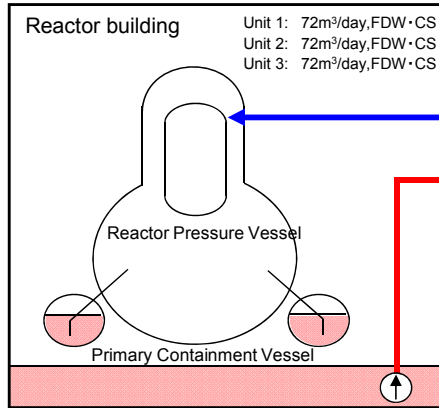 Reactor building
Unit 1: 72m³/day,FDW・CS
Unit 2: 72m³/day,FDW・CS
Unit 3: 72m³/day,FDW・CS
Reactor Pressure Vessel
Primary Containment Vessel